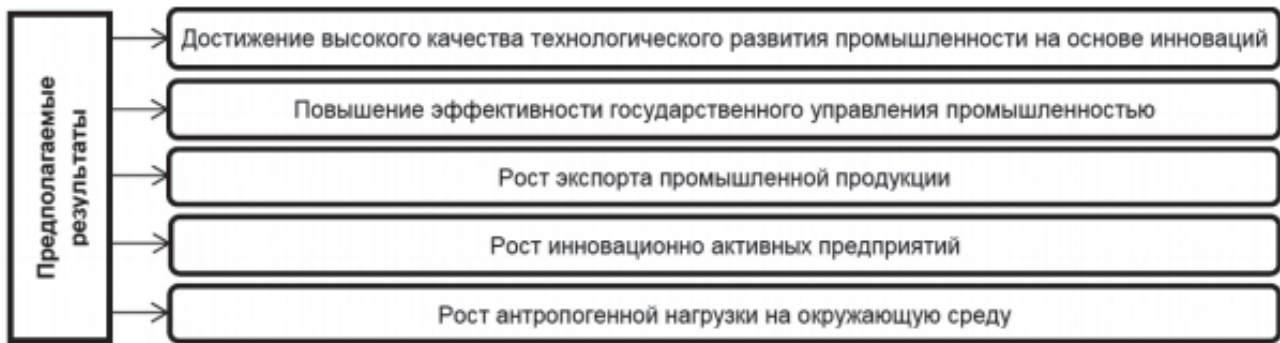 Предполагаемые
результаты
Достижение высокого качества технологического развития промышленности на основе инноваций
Повышение эффективности государственного управления промышленностью
Рост экспорта промышленной продукции
Рост инновационно активных предприятий
Рост антропогенной нагрузки на окружающую среду